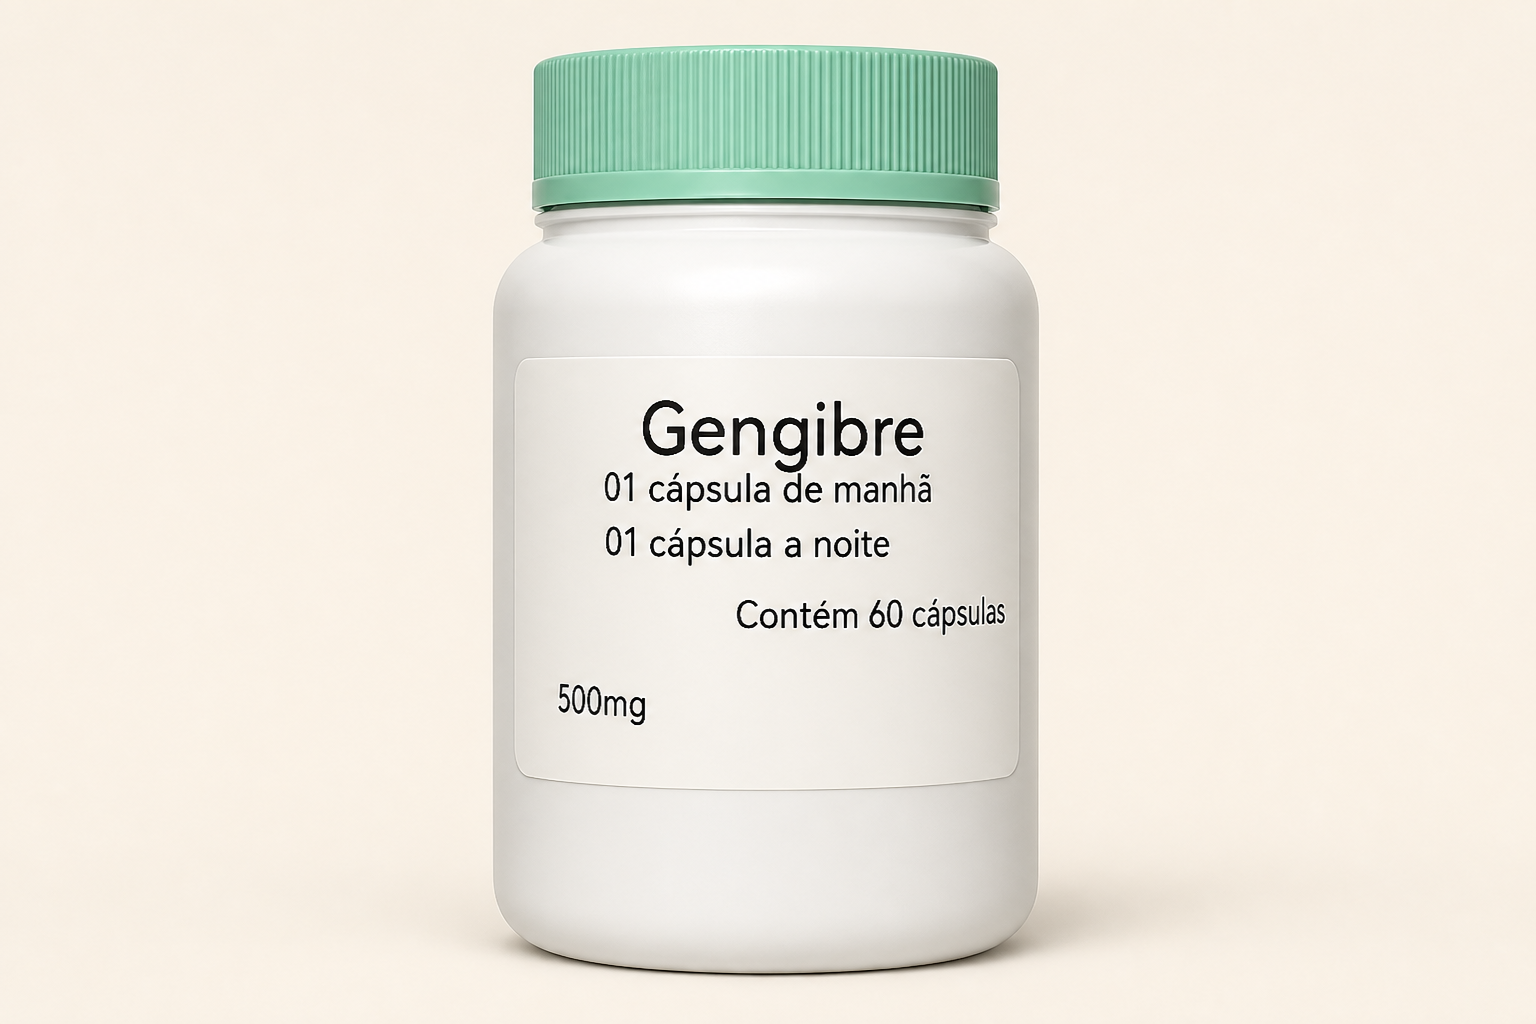 Gengibre
01 cápsula de manhã
01 cápsula a noite
Contém 60 cápsulas
500mg